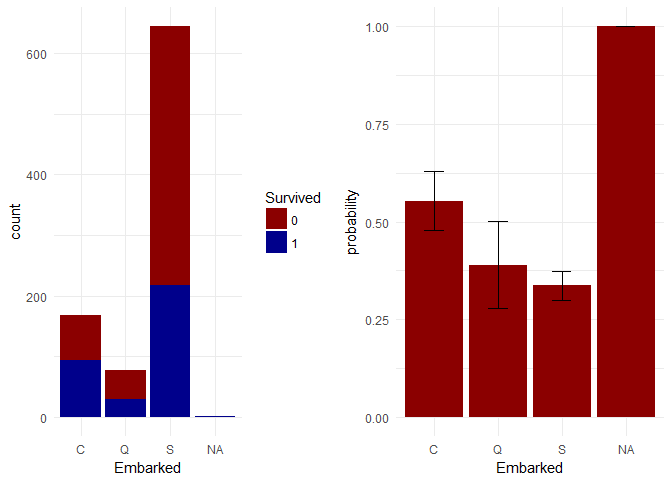 count
600
400
200
0
C Q S NA
Embarked
Survived
0
1
probability
1.00
0.75
0.50
0.25
0.00
C Q S NA
Embarked